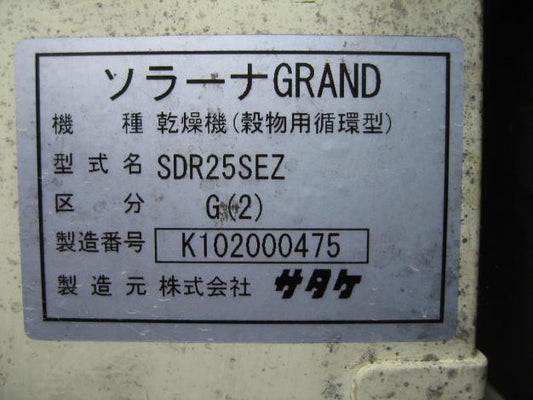 ソラーナGRAND
機種 乾燥機(穀物用循環型)
型式名 SDR25SEZ
区分 G(2)
製造番号 K102000475
製造元 株式会社 サタケ